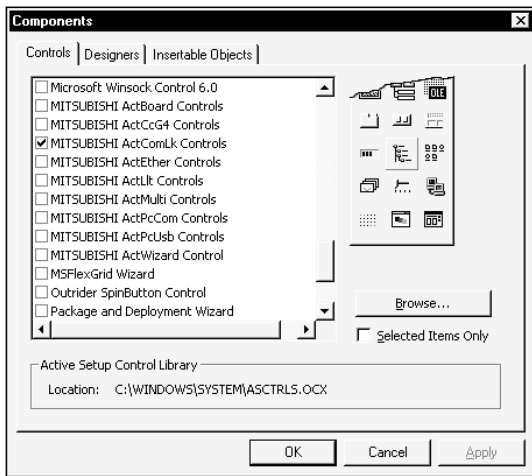 Components
Controls Designers Insertable Objects
Microsoft Winsock Control 6.0
MITSUBISHI ActBoard Controls
MITSUBISHI ActCcG4 Controls
MITSUBISHI ActComLk Controls
MITSUBISHI ActEther Controls
MITSUBISHI ActLlt Controls
MITSUBISHI ActMulti Controls
MITSUBISHI ActPcCom Controls
MITSUBISHI ActPcUsb Controls
MITSUBISHI ActWizard Control
MSFlexGrid Wizard
Outrider SpinButton Control
Package and Deployment Wizard
OLE
Browse...
Selected Items Only
Active Setup Control Library
Location: C:\WINDOWS\SYSTEM\ASCTRLS.OCX
OK Cancel Apply